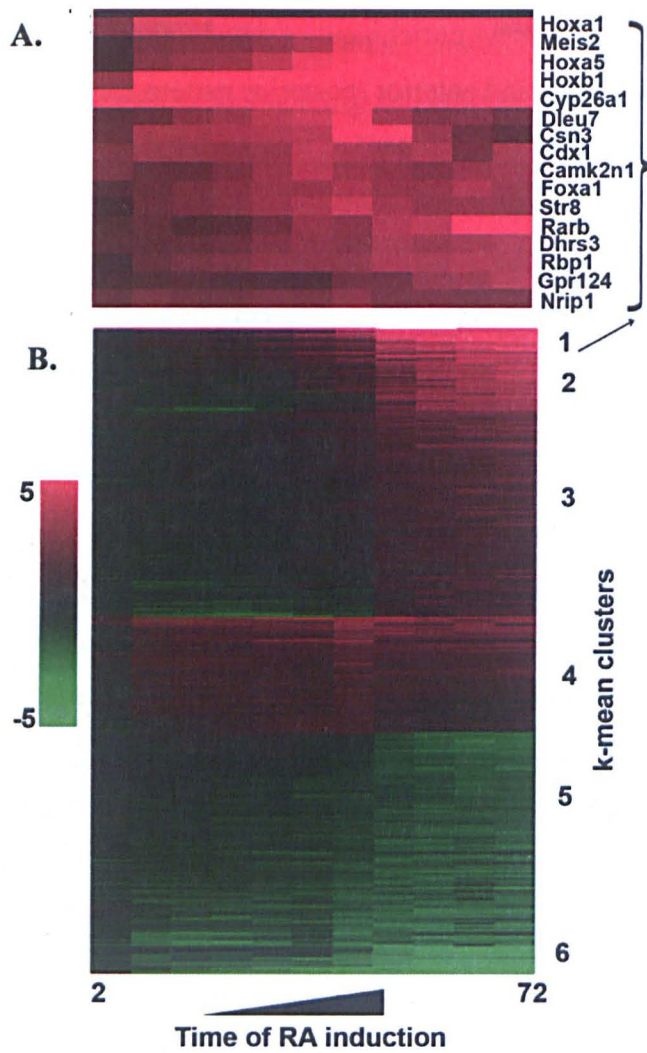 A.
Hoxa1
Meis2
Hoxa5
Hoxb1
Cyp26a1
Dleu7
Csn3
Cdx1
Camk2n1
Foxa1
Str8
Rarb
Dhrs3
Rbp1
Gpr124
Nrip1
B.
1
2
3
4
5
6
k-mean clusters
5
-5
2
72
Time of RA induction